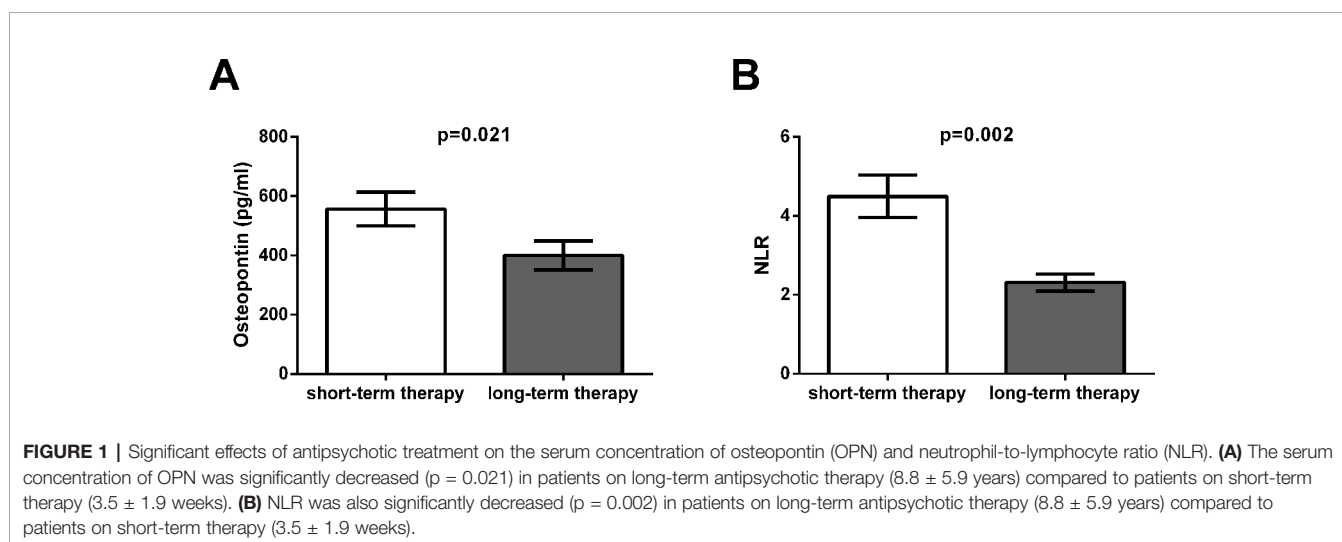 A
B
p=0.021
p=0.002
Osteopontin (pg/ml)
800
600
400
200
0
short-term therapy
long-term therapy
NLR
6
4
2
0
short-term therapy
long-term therapy
FIGURE 1 | Significant effects of antipsychotic treatment on the serum concentration of osteopontin (OPN) and neutrophil-to-lymphocyte ratio (NLR). (A) The serum
concentration of OPN was significantly decreased (p = 0.021) in patients on long-term antipsychotic therapy (8.8 ± 5.9 years) compared to patients on short-term
therapy (3.5 ± 1.9 weeks). (B) NLR was also significantly decreased (p = 0.002) in patients on long-term antipsychotic therapy (8.8 ± 5.9 years) compared to
patients on short-term therapy (3.5 ± 1.9 weeks).